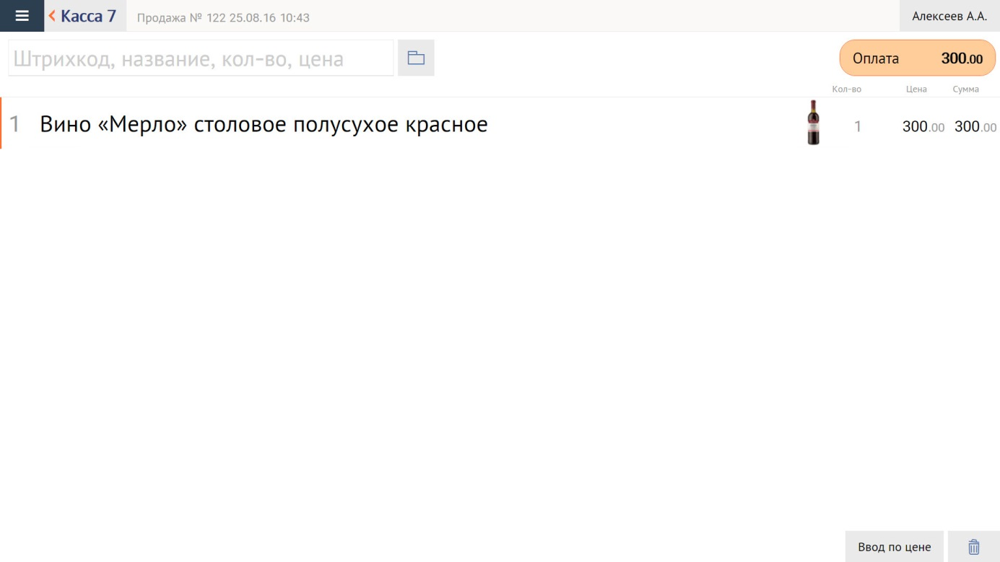 Касса 7 Продажа № 122 25.08.16 10:43 Алексеев А.А.
Штрихкод, название, кол-во, цена Оплата 300.00
Кол-во Цена Сумма
1 Вино «Мерло» столовое полусухое красное 1 300.00 300.00
Ввод по цене